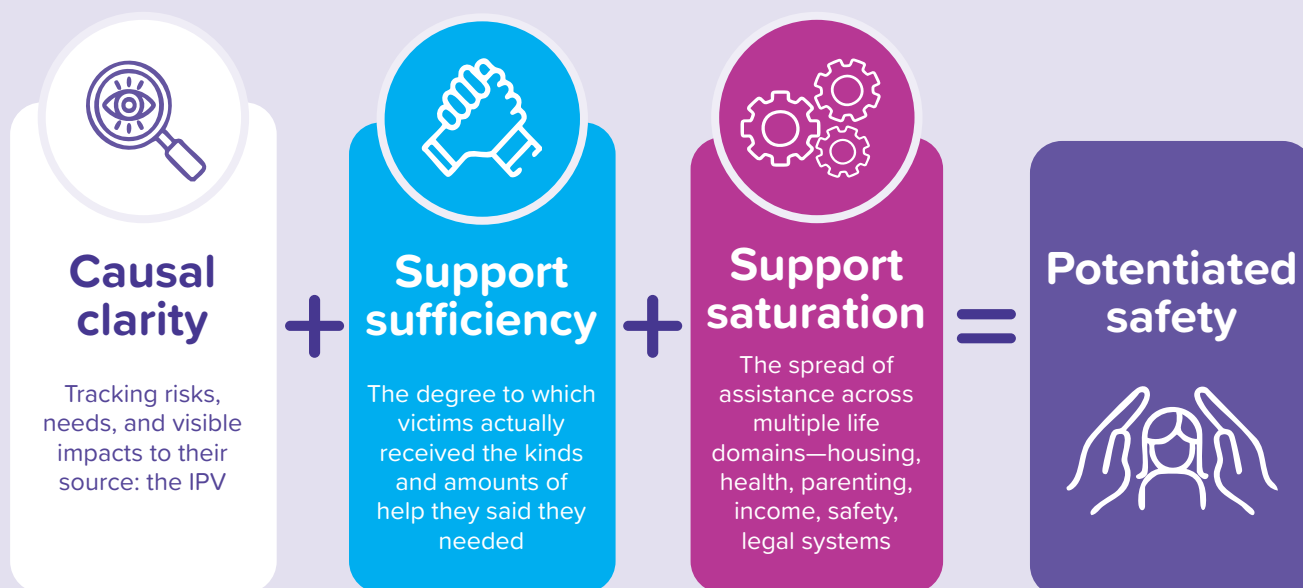 Causal
clarity
Tracking risks,
needs, and visible
impacts to their
source: the IPV
+
Support
sufficiency
The degree to which
victims actually
received the kinds
and amounts of
help they said they
needed
+
Support
saturation
The spread of
assistance across
multiple life
domains—housing,
health, parenting,
income, safety,
legal systems
=
Potentiated
safety